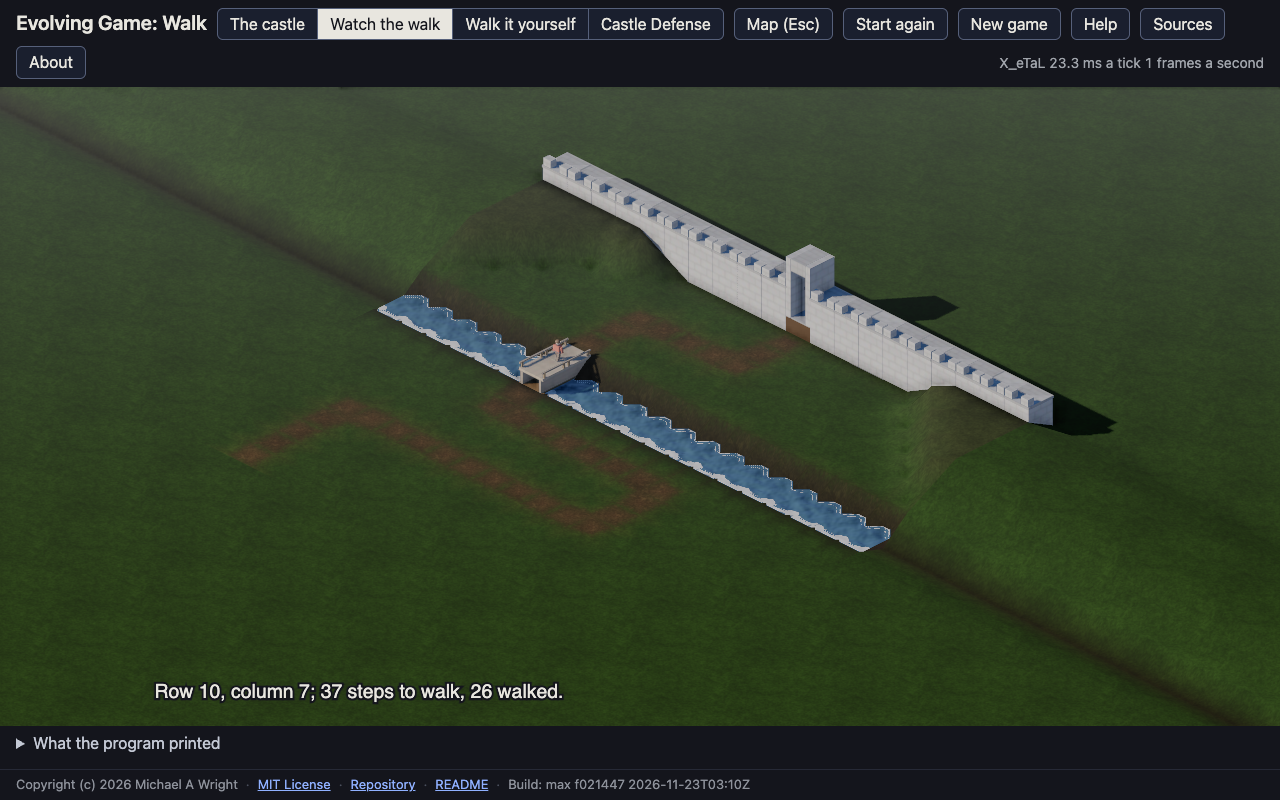 Evolving Game: Walk
The castle
Watch the walk
Walk it yourself
Castle Defense
Map (Esc)
Start again
New game
Help
Sources
About
X_eTaL 23.3 ms a tick 1 frames a second
Row 10, column 7; 37 steps to walk, 26 walked.
▶ What the program printed
Copyright (c) 2026 Michael A Wright · MIT License · Repository · README · Build: max f021447 2026-11-23T03:10Z